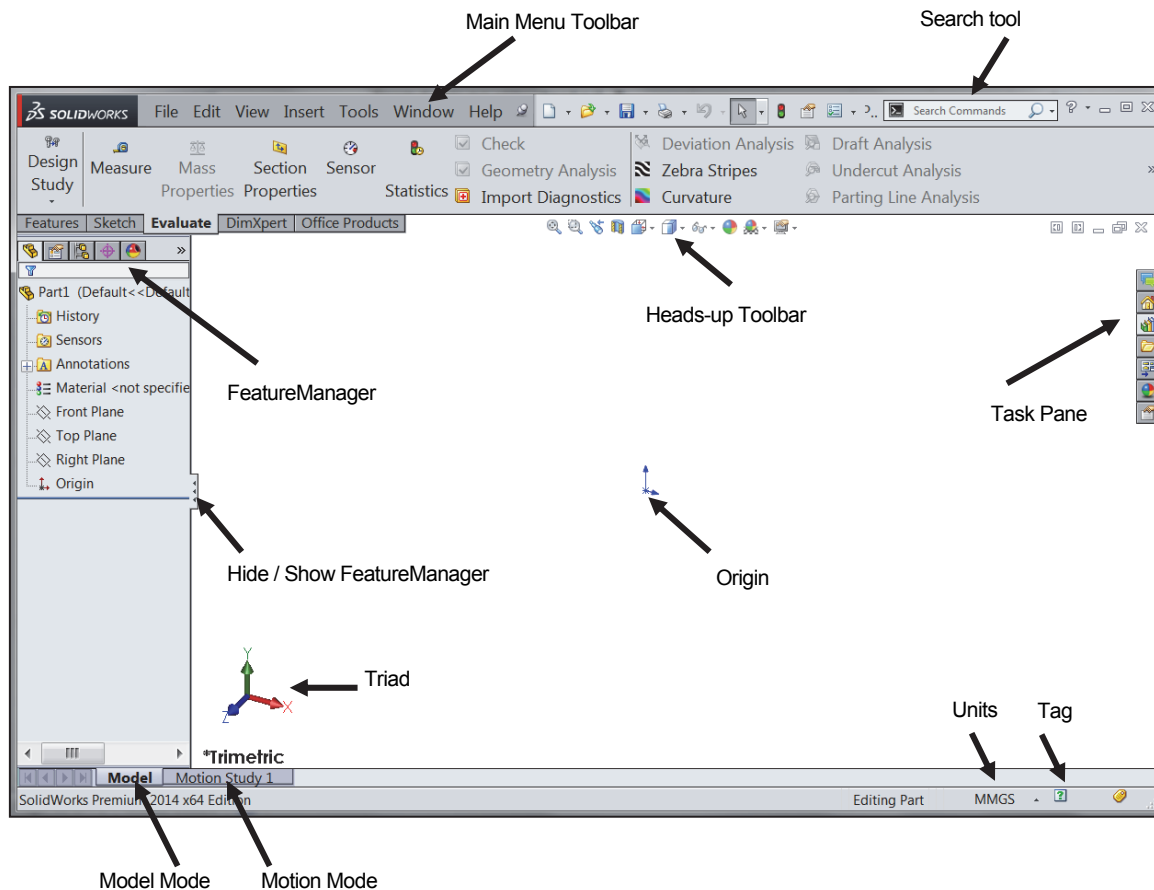 Main Menu Toolbar
Search tool
SOLIDWORKS File Edit View Insert Tools Window Help Search Commands
Design Study
Measure
Mass Properties
Section Properties
Sensor
Statistics
Check
Geometry Analysis
Import Diagnostics
Deviation Analysis
Zebra Stripes
Curvature
Draft Analysis
Undercut Analysis
Parting Line Analysis
Features Sketch Evaluate DimXpert Office Products
Part1 (Default<<Default
History
Sensors
Annotations
Material <not specifie
Front Plane
Top Plane
Right Plane
Origin
Heads-up Toolbar
FeatureManager
Task Pane
Hide / Show FeatureManager
Origin
Y
X
Z
Triad
*Trimetric
Units
Tag
Model Motion Study 1
SolidWorks Premium 2014 x64 Edition
Editing Part
MMGS
Model Mode
Motion Mode